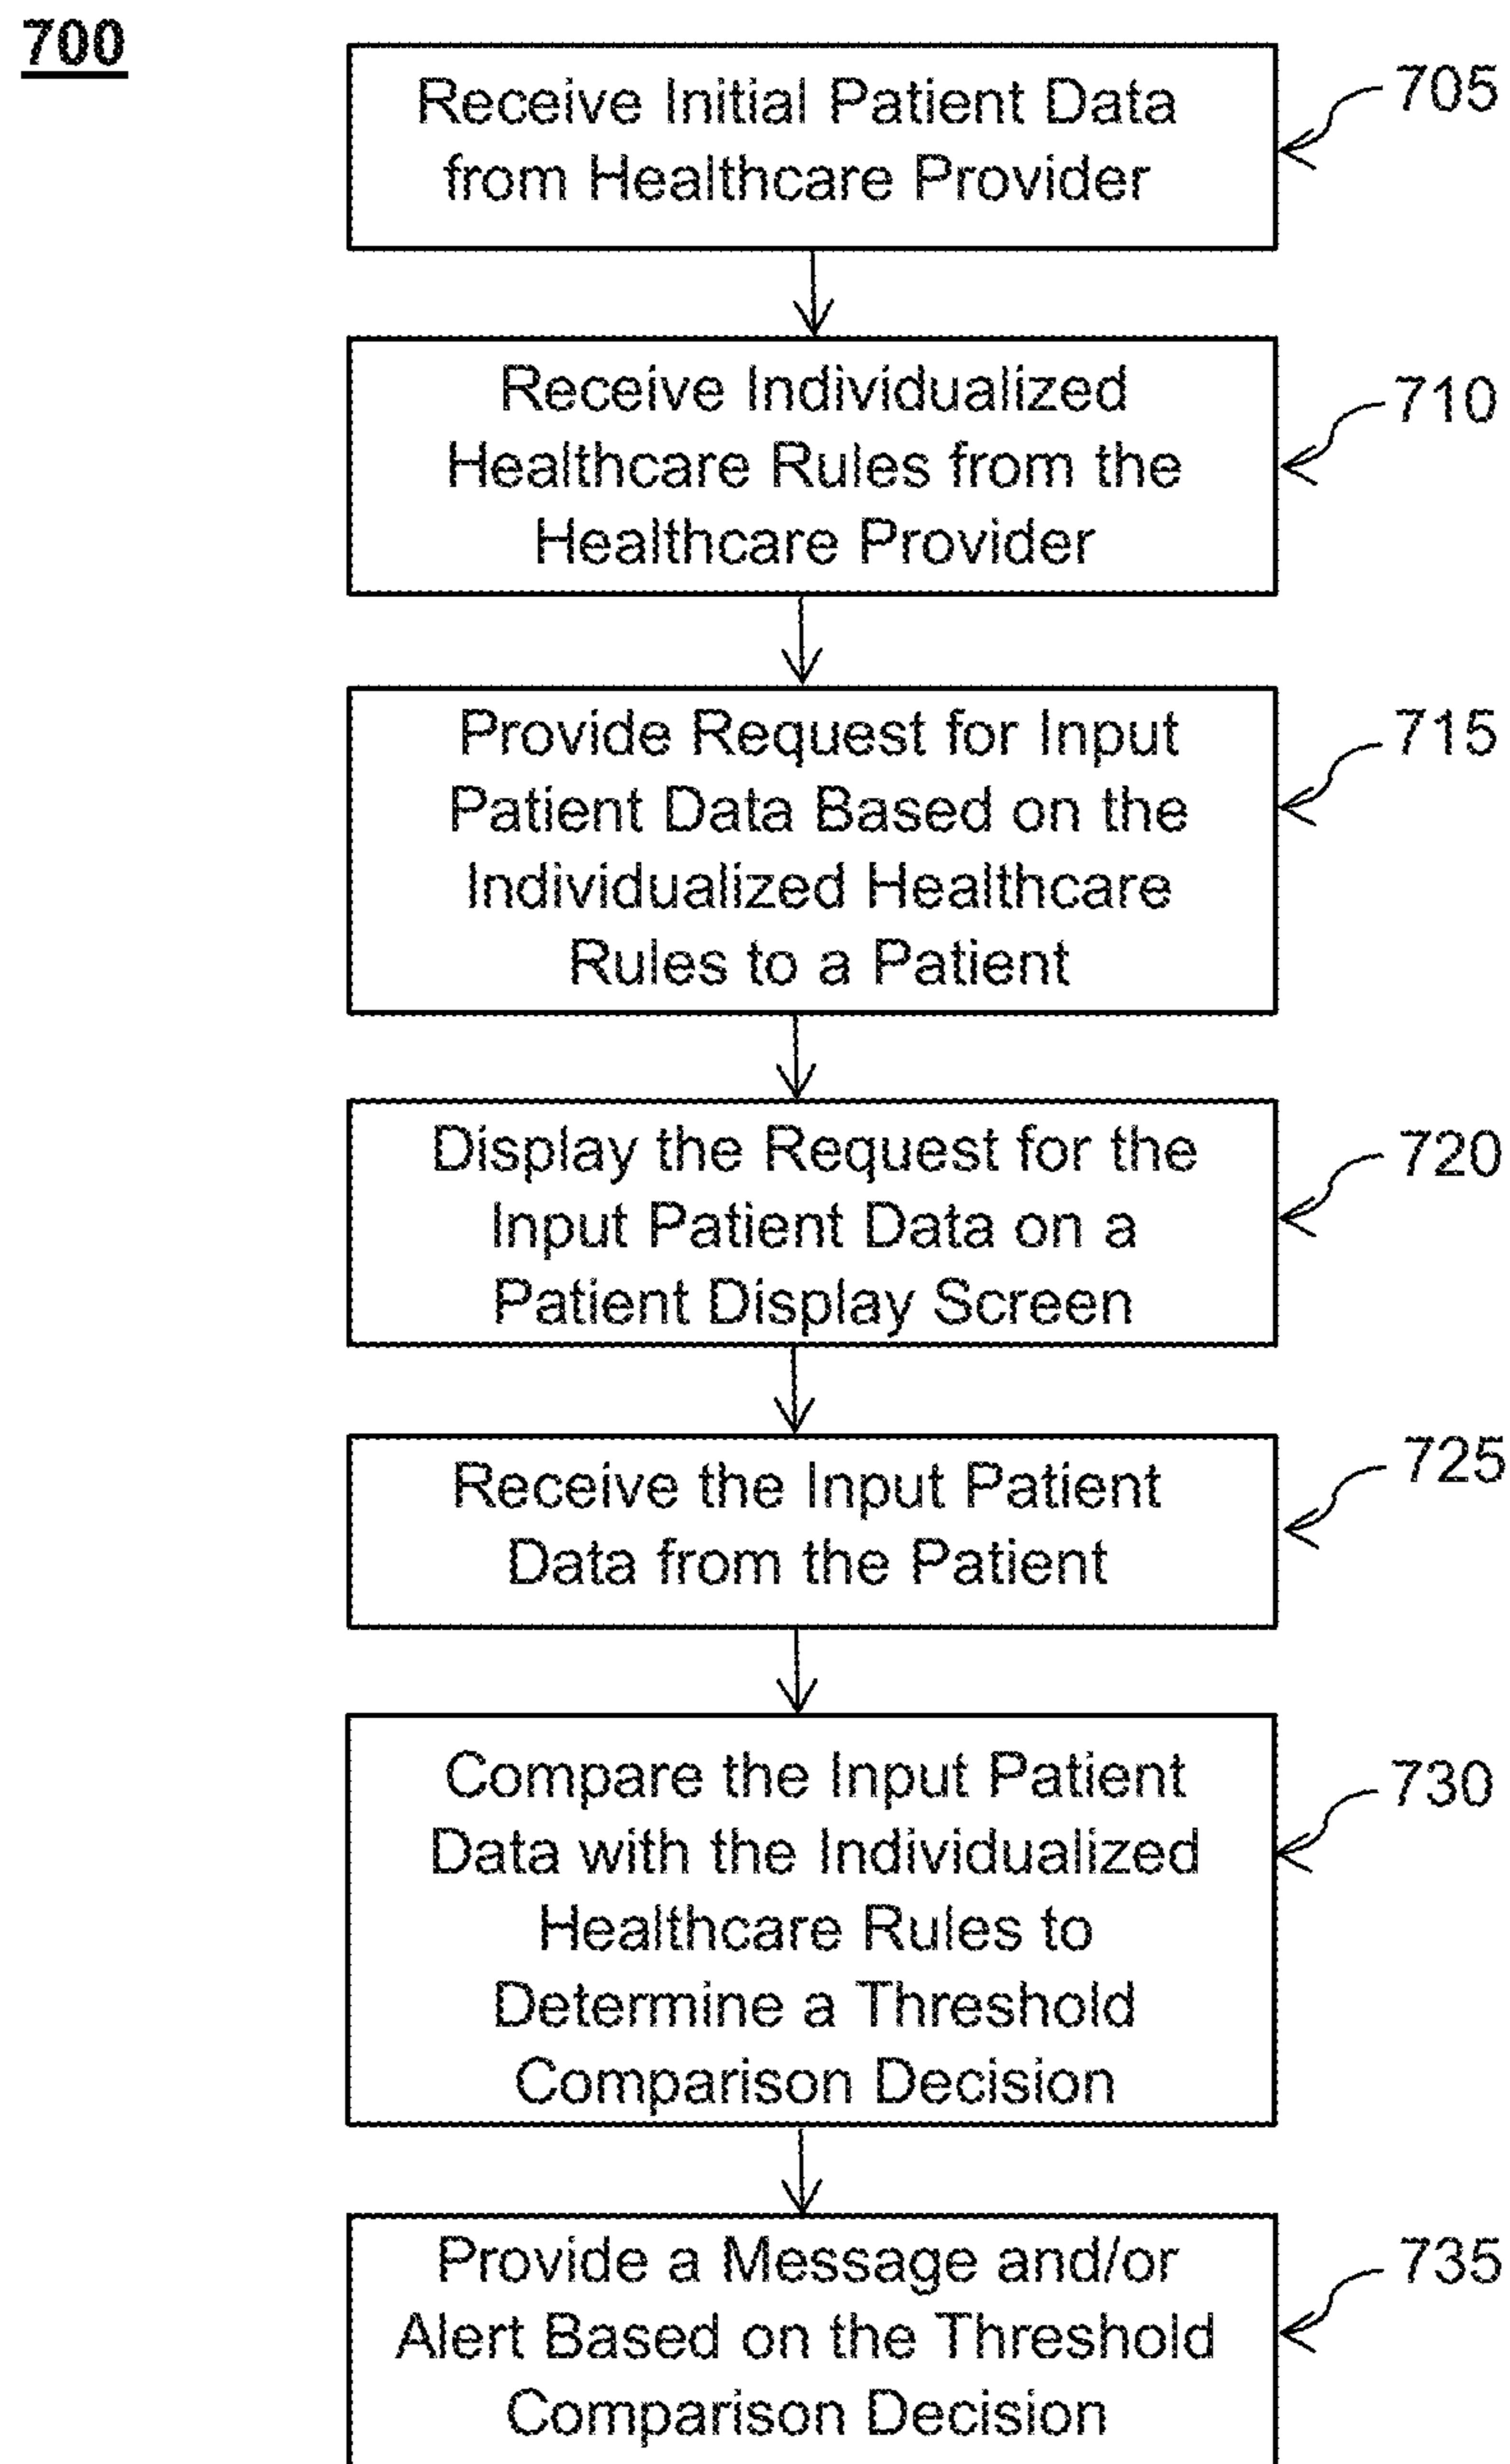 700
Receive Initial Patient Data
from Healthcare Provider
705
Receive Individualized
Healthcare Rules from the
Healthcare Provider
710
Provide Request for Input
Patient Data Based on the
Individualized Healthcare
Rules to a Patient
715
Display the Request for the
Input Patient Data on a
Patient Display Screen
720
Receive the Input Patient
Data from the Patient
725
Compare the Input Patient
Data with the Individualized
Healthcare Rules to
Determine a Threshold
Comparison Decision
730
Provide a Message and/or
Alert Based on the Threshold
Comparison Decision
735